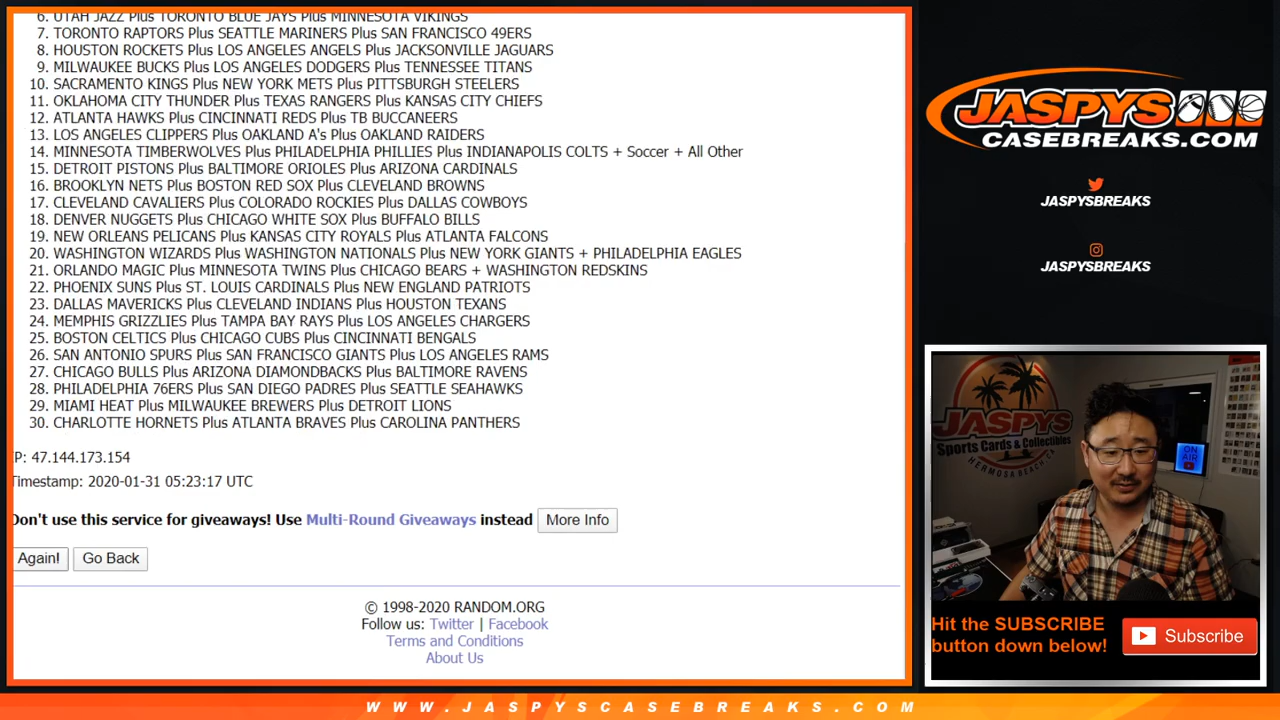 6. UTAH JAZZ Plus TORONTO BLUE JAYS Plus MINNESOTA VIKINGS
7. TORONTO RAPTORS Plus SEATTLE MARINERS Plus SAN FRANCISCO 49ERS
8. HOUSTON ROCKETS Plus LOS ANGELES ANGELS Plus JACKSONVILLE JAGUARS
9. MILWAUKEE BUCKS Plus LOS ANGELES DODGERS Plus TENNESSEE TITANS
10. SACRAMENTO KINGS Plus NEW YORK METS Plus PITTSBURGH STEELERS
11. OKLAHOMA CITY THUNDER Plus TEXAS RANGERS Plus KANSAS CITY CHIEFS
12. ATLANTA HAWKS Plus CINCINNATI REDS Plus TB BUCCANEERS
13. LOS ANGELES CLIPPERS Plus OAKLAND A's Plus OAKLAND RAIDERS
14. MINNESOTA TIMBERWOLVES Plus PHILADELPHIA PHILLIES Plus INDIANAPOLIS COLTS + Soccer + All Other
15. DETROIT PISTONS Plus BALTIMORE ORIOLES Plus ARIZONA CARDINALS
16. BROOKLYN NETS Plus BOSTON RED SOX Plus CLEVELAND BROWNS
17. CLEVELAND CAVALIERS Plus COLORADO ROCKIES Plus DALLAS COWBOYS
18. DENVER NUGGETS Plus CHICAGO WHITE SOX Plus BUFFALO BILLS
19. NEW ORLEANS PELICANS Plus KANSAS CITY ROYALS Plus ATLANTA FALCONS
20. WASHINGTON WIZARDS Plus WASHINGTON NATIONALS Plus NEW YORK GIANTS + PHILADELPHIA EAGLES
21. ORLANDO MAGIC Plus MINNESOTA TWINS Plus CHICAGO BEARS + WASHINGTON REDSKINS
22. PHOENIX SUNS Plus ST. LOUIS CARDINALS Plus NEW ENGLAND PATRIOTS
23. DALLAS MAVERICKS Plus CLEVELAND INDIANS Plus HOUSTON TEXANS
24. MEMPHIS GRIZZLIES Plus TAMPA BAY RAYS Plus LOS ANGELES CHARGERS
25. BOSTON CELTICS Plus CHICAGO CUBS Plus CINCINNATI BENGALS
26. SAN ANTONIO SPURS Plus SAN FRANCISCO GIANTS Plus LOS ANGELES RAMS
27. CHICAGO BULLS Plus ARIZONA DIAMONDBACKS Plus BALTIMORE RAVENS
28. PHILADELPHIA 76ERS Plus SAN DIEGO PADRES Plus SEATTLE SEAHAWKS
29. MIAMI HEAT Plus MILWAUKEE BREWERS Plus DETROIT LIONS
30. CHARLOTTE HORNETS Plus ATLANTA BRAVES Plus CAROLINA PANTHERS
P: 47.144.173.154
Timestamp: 2020-01-31 05:23:17 UTC
Don't use this service for giveaways! Use Multi-Round Giveaways instead More Info
Again! Go Back
© 1998-2020 RANDOM.ORG
Follow us: Twitter | Facebook
Terms and Conditions
About Us
JASPYS
CASEBREAKS.COM
JASPYSBREAKS
JASPYSBREAKS
JASPYS
Sports Cards & Collectibles
HERMOSA BEACH, CA
ON AIR
Hit the SUBSCRIBE
button down below!
Subscribe
WWW.JASPYSCASEBREAKS.COM